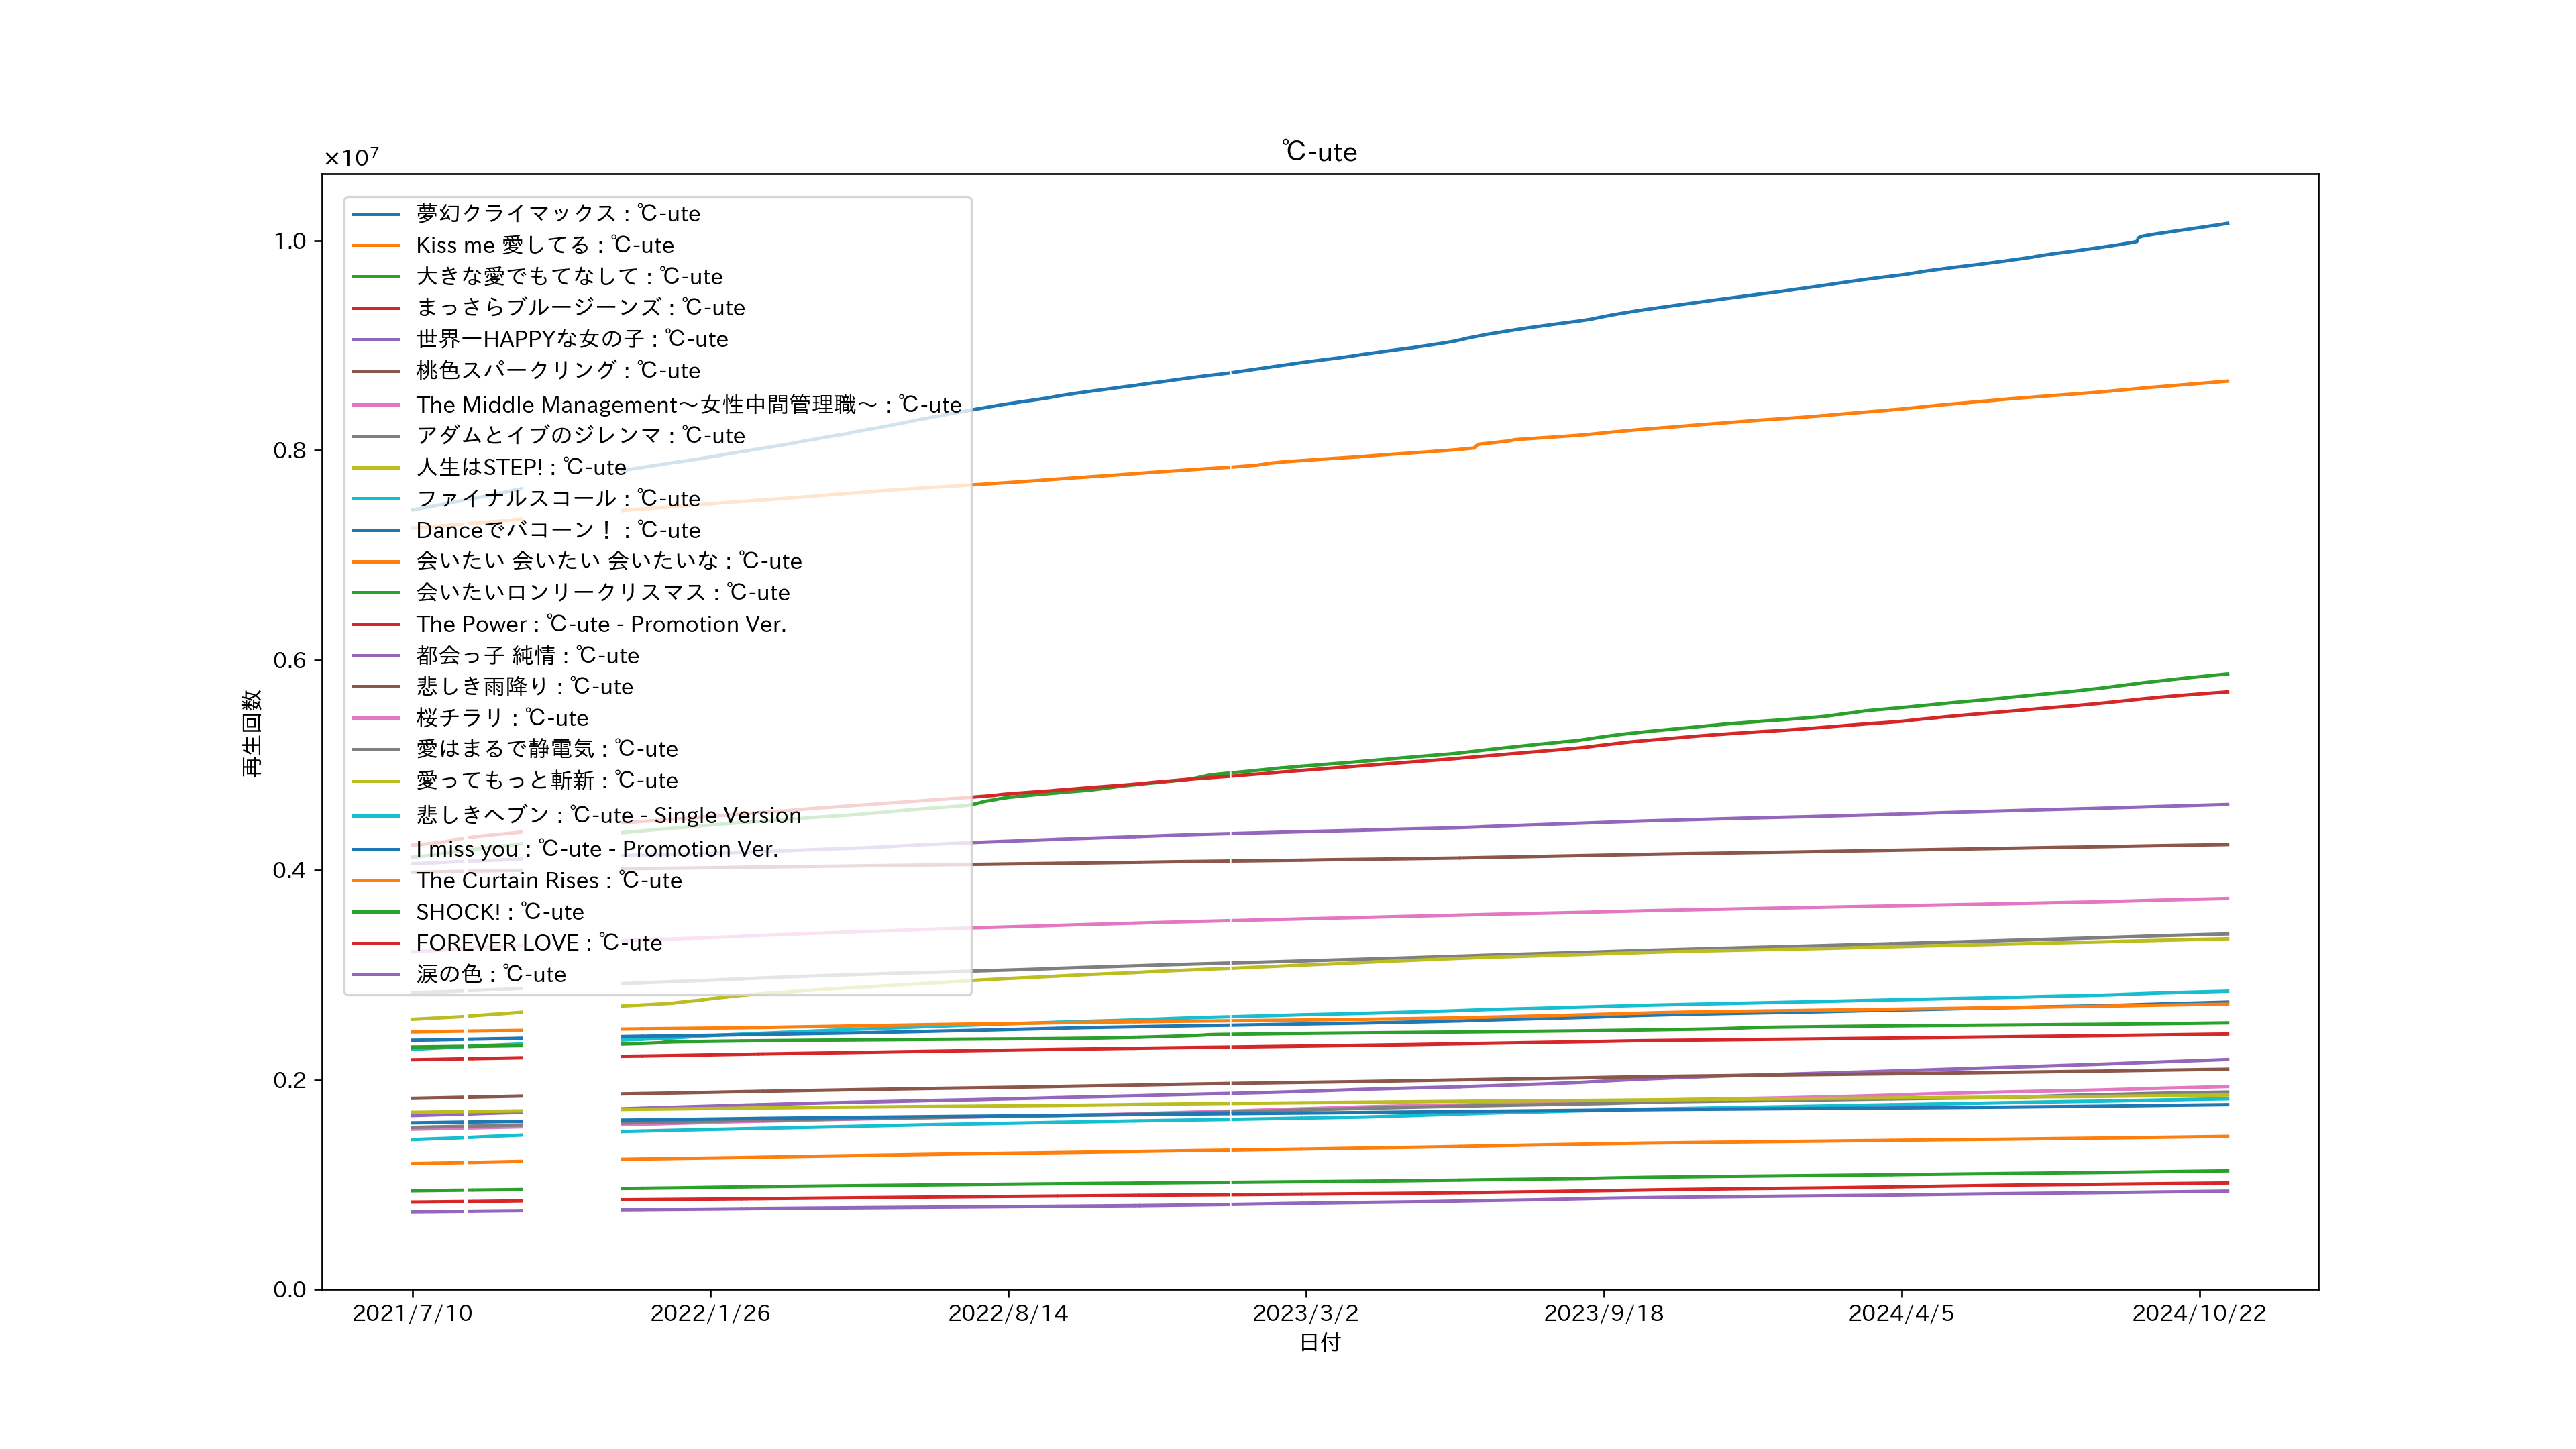 ℃-ute
×10⁷
1.0
0.8
0.6
0.4
0.2
0.0
再生回数
夢幻クライマックス : ℃-ute
Kiss me 愛してる : ℃-ute
大きな愛でもてなして : ℃-ute
まっさらブルージーンズ : ℃-ute
世界一HAPPYな女の子 : ℃-ute
桃色スパークリング : ℃-ute
The Middle Management～女性中間管理職～ : ℃-ute
アダムとイブのジレンマ : ℃-ute
人生はSTEP! : ℃-ute
ファイナルスコール : ℃-ute
Danceでバコーン！ : ℃-ute
会いたい 会いたい 会いたいな : ℃-ute
会いたいロンリークリスマス : ℃-ute
The Power : ℃-ute - Promotion Ver.
都会っ子 純情 : ℃-ute
悲しき雨降り : ℃-ute
桜チラリ : ℃-ute
愛はまるで静電気 : ℃-ute
愛ってもっと斬新 : ℃-ute
悲しきヘブン : ℃-ute - Single Version
I miss you : ℃-ute - Promotion Ver.
The Curtain Rises : ℃-ute
SHOCK! : ℃-ute
FOREVER LOVE : ℃-ute
涙の色 : ℃-ute
2021/7/10 2022/1/26 2022/8/14 2023/3/2 2023/9/18 2024/4/5 2024/10/22
日付